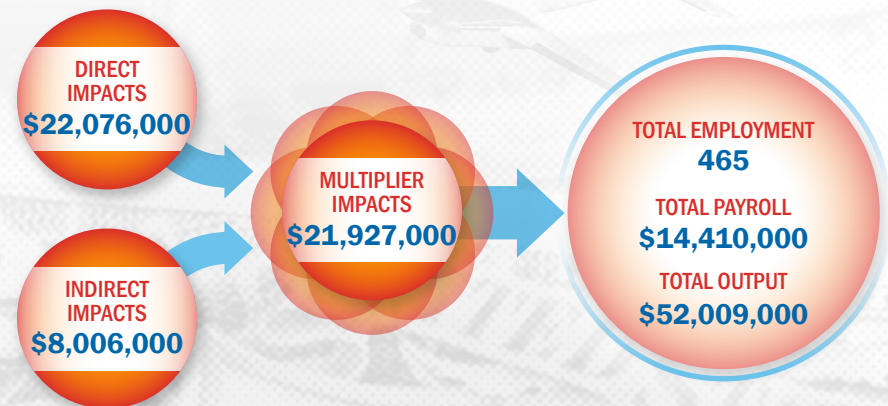 DIRECT
IMPACTS
$22,076,000
INDIRECT
IMPACTS
$8,006,000
MULTIPLIER
IMPACTS
$21,927,000
TOTAL EMPLOYMENT
465
TOTAL PAYROLL
$14,410,000
TOTAL OUTPUT
$52,009,000